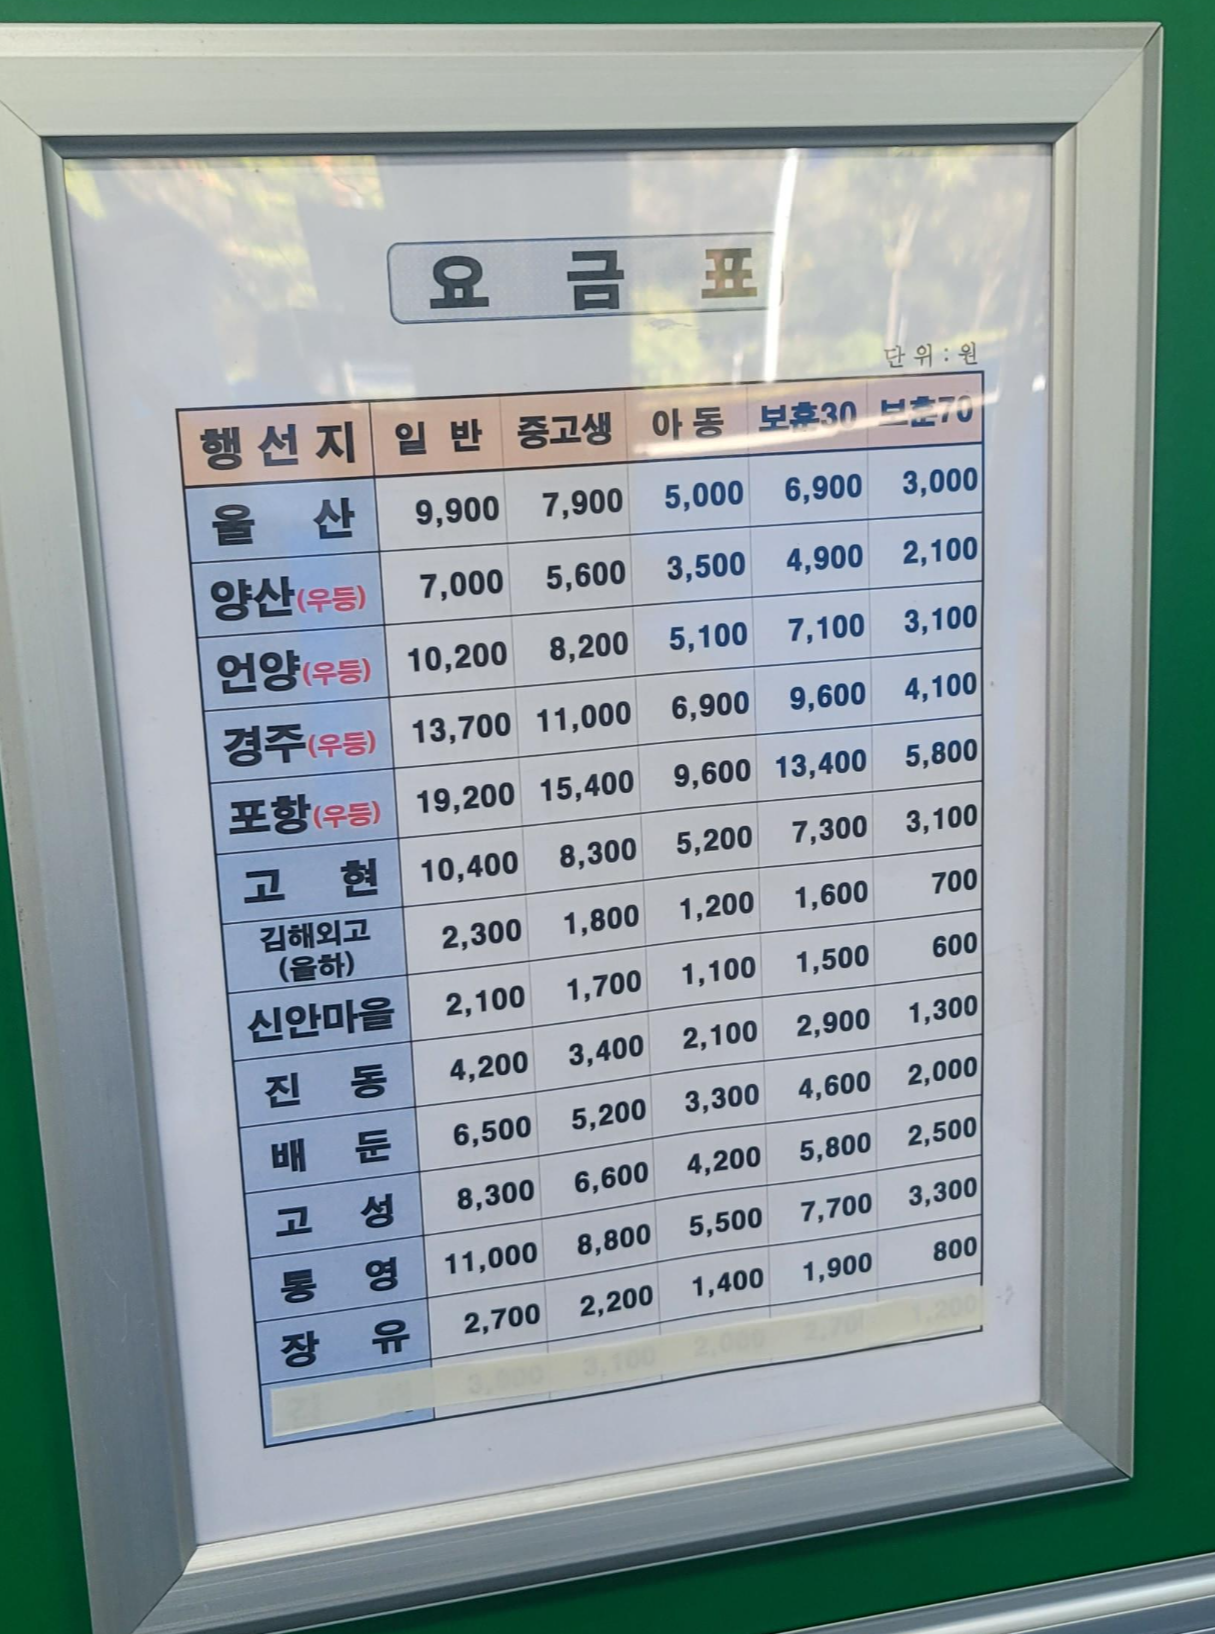 요 금 표
단 위 : 원
행 선 지 일 반 중고생 아 동 보훈30 보훈70
울 산 9,900 7,900 5,000 6,900 3,000
양산(우등) 7,000 5,600 3,500 4,900 2,100
언양(우등) 10,200 8,200 5,100 7,100 3,100
경주(우등) 13,700 11,000 6,900 9,600 4,100
포항(우등) 19,200 15,400 9,600 13,400 5,800
고 현 10,400 8,300 5,200 7,300 3,100
김해외고
(율하) 2,300 1,800 1,200 1,600 700
신안마을 2,100 1,700 1,100 1,500 600
진 동 4,200 3,400 2,100 2,900 1,300
배 둔 6,500 5,200 3,300 4,600 2,000
고 성 8,300 6,600 4,200 5,800 2,500
통 영 11,000 8,800 5,500 7,700 3,300
장 유 2,700 2,200 1,400 1,900 800